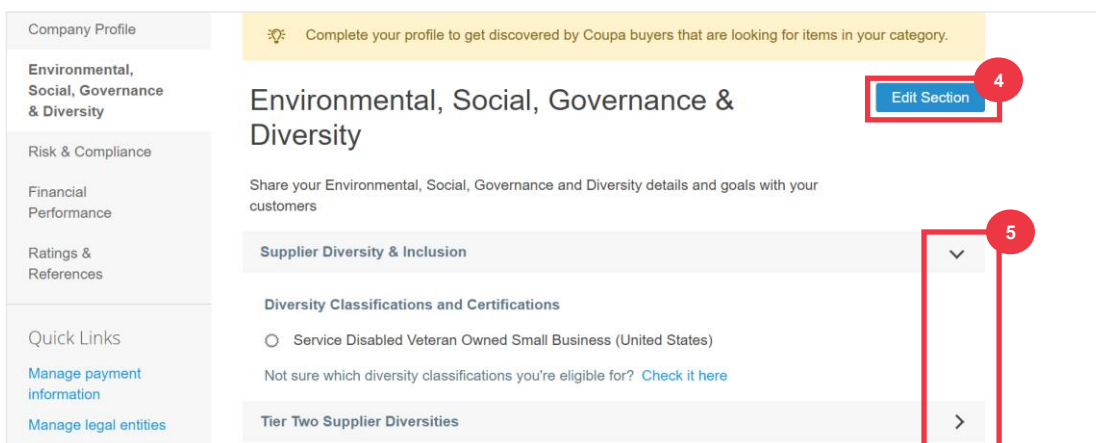 Company Profile
Environmental,
Social, Governance
& Diversity
Risk & Compliance
Financial
Performance
Ratings &
References
Quick Links
Manage payment
information
Manage legal entities
Complete your profile to get discovered by Coupa buyers that are looking for items in your category.
Environmental, Social, Governance &
Diversity
Edit Section
4
Share your Environmental, Social, Governance and Diversity details and goals with your
customers
5
Supplier Diversity & Inclusion
Diversity Classifications and Certifications
Service Disabled Veteran Owned Small Business (United States)
Not sure which diversity classifications you're eligible for? Check it here
Tier Two Supplier Diversities